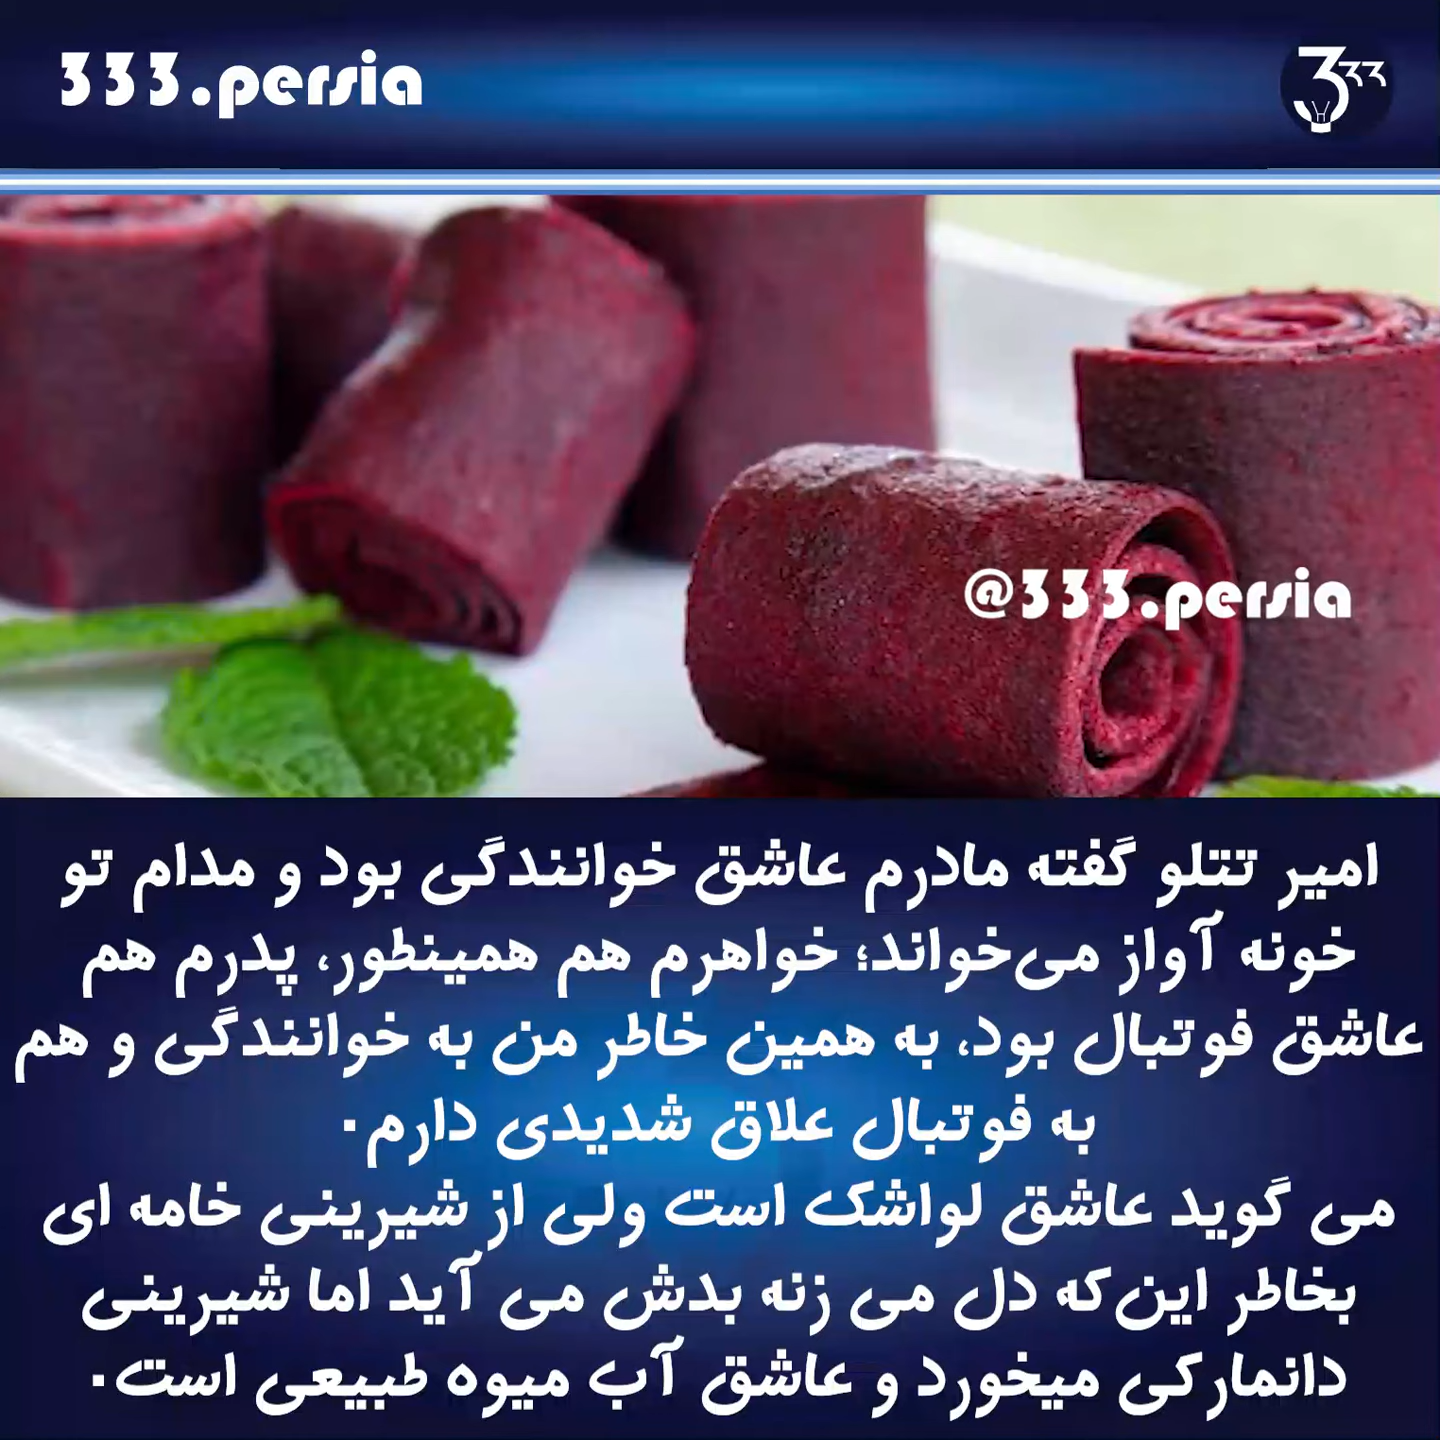 333.persia
333
@333.persia
امیر تتلو گفته مادرم عاشق خوانندگی بود و مدام تو
خونه آواز می‌خواند؛ خواهرم هم همینطور، پدرم هم
عاشق فوتبال بود، به همین خاطر من به خوانندگی و هم
به فوتبال علاق شدیدی دارم.
می گوید عاشق لواشک است ولی از شیرینی خامه ای
بخاطر این‌که دل می زنه بدش می آید اما شیرینی
دانمارکی میخورد و عاشق آب میوه طبیعی است.